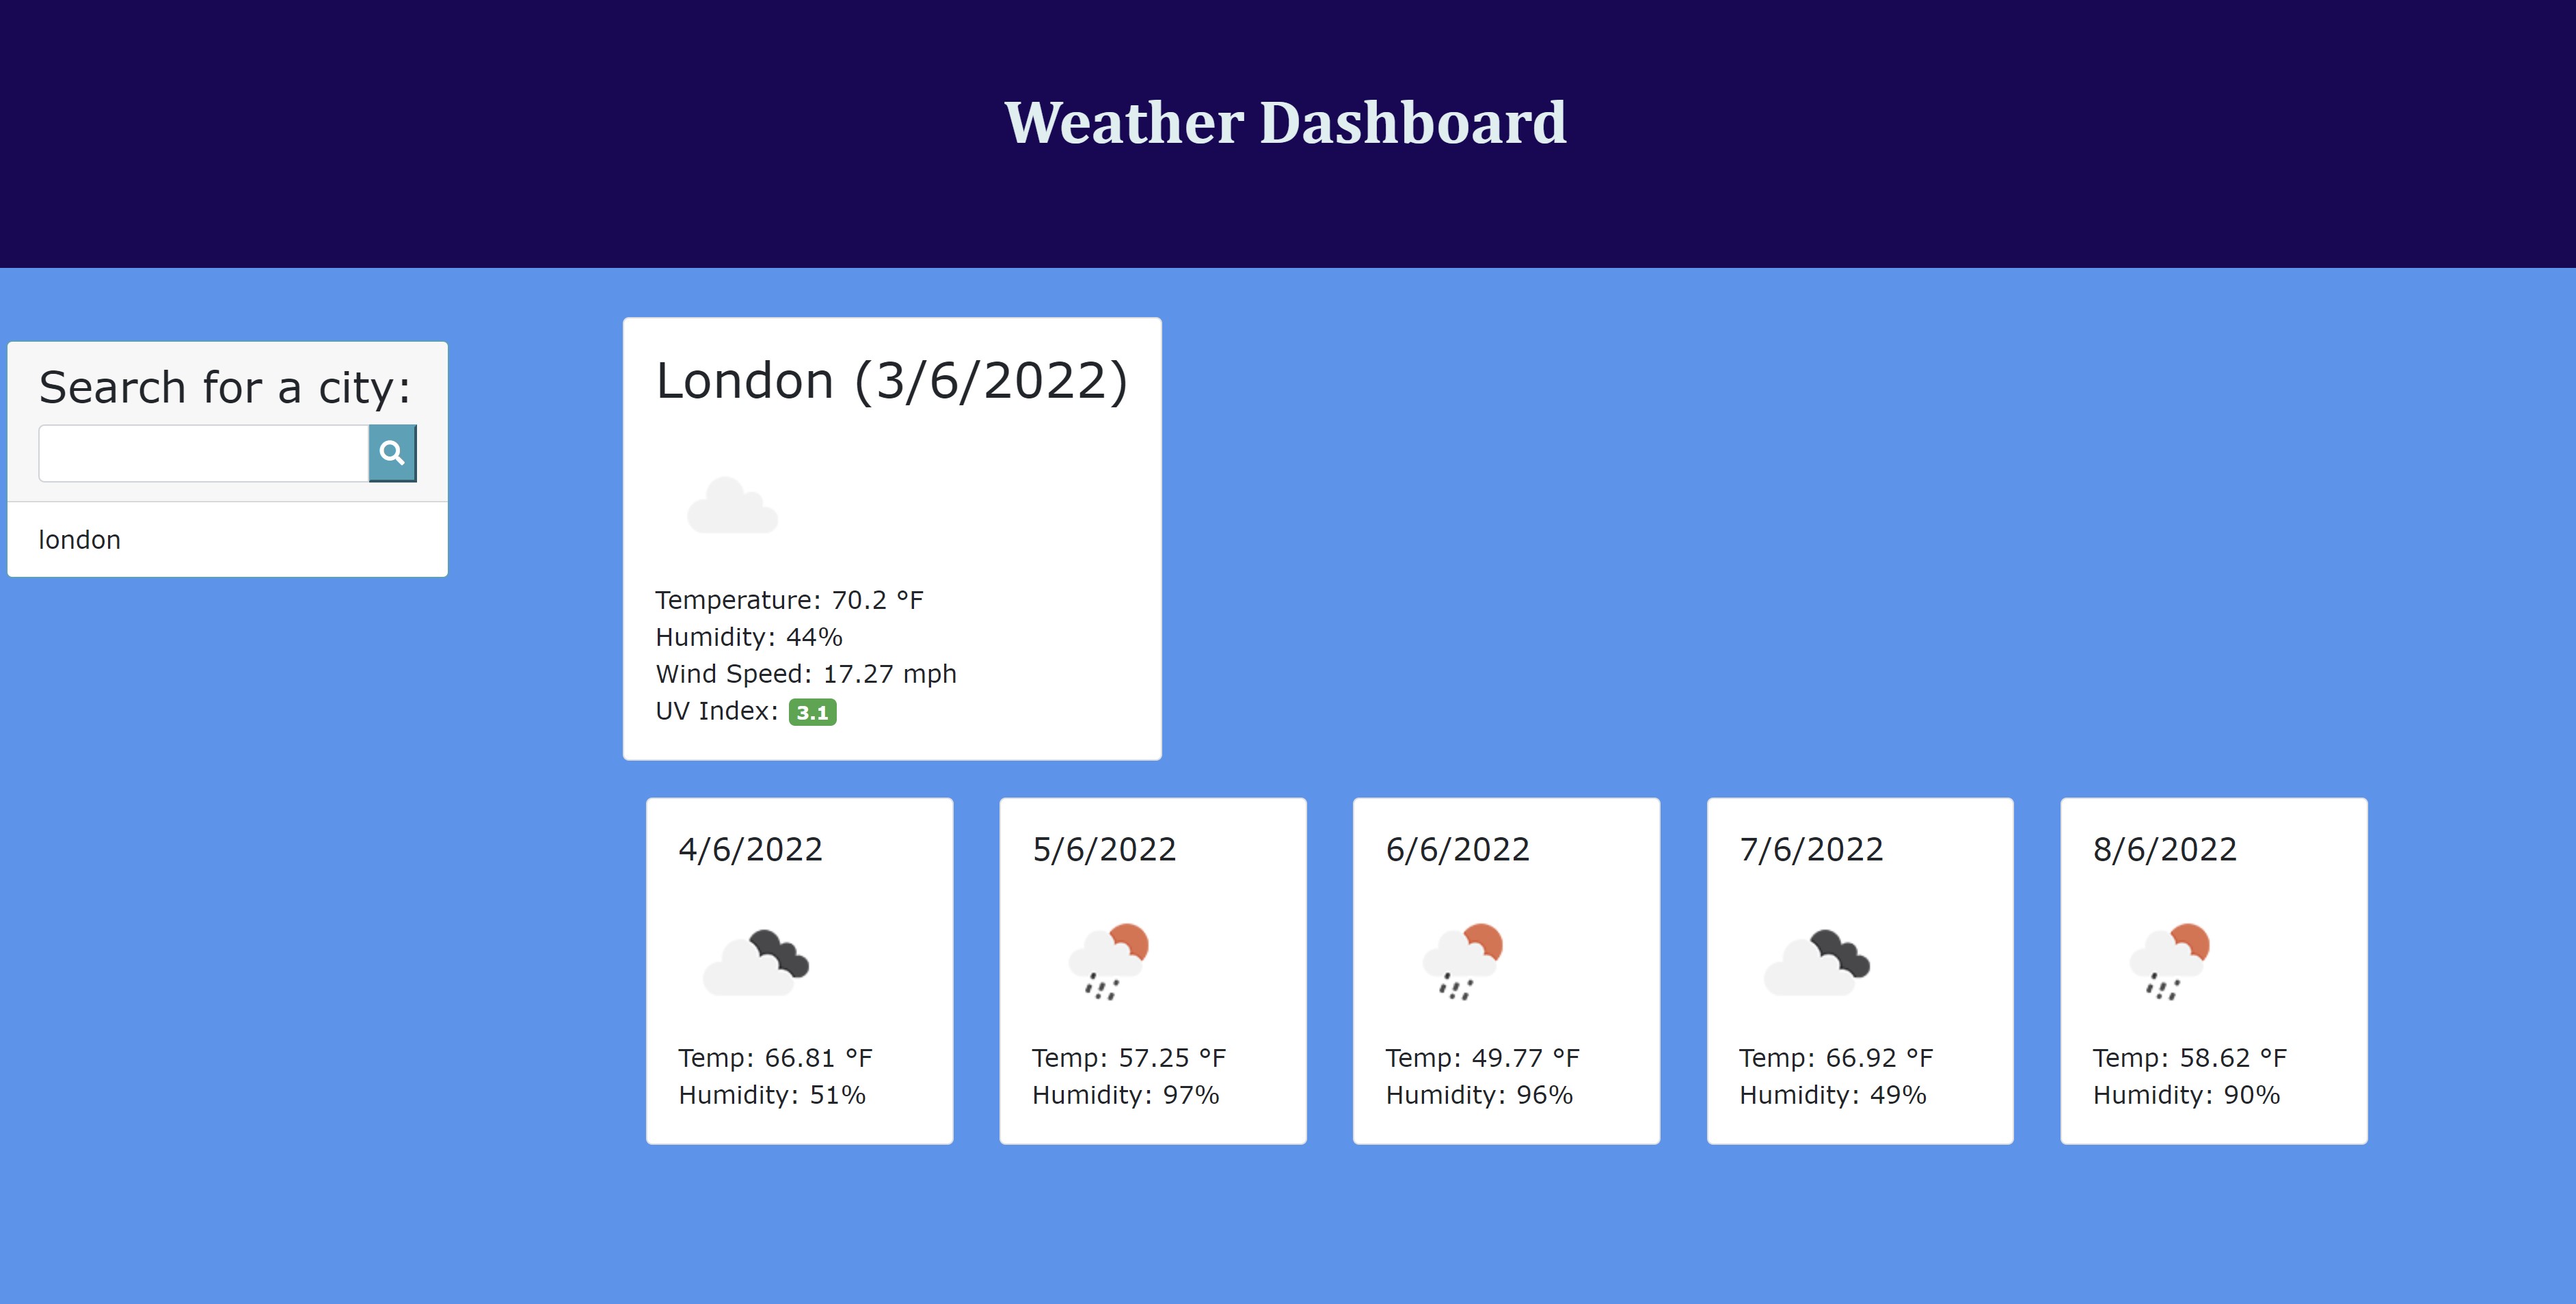 Weather Dashboard
Search for a city:
london
London (3/6/2022)
Temperature: 70.2 °F
Humidity: 44%
Wind Speed: 17.27 mph
UV Index: 3.1
4/6/2022
Temp: 66.81 °F
Humidity: 51%
5/6/2022
Temp: 57.25 °F
Humidity: 97%
6/6/2022
Temp: 49.77 °F
Humidity: 96%
7/6/2022
Temp: 66.92 °F
Humidity: 49%
8/6/2022
Temp: 58.62 °F
Humidity: 90%